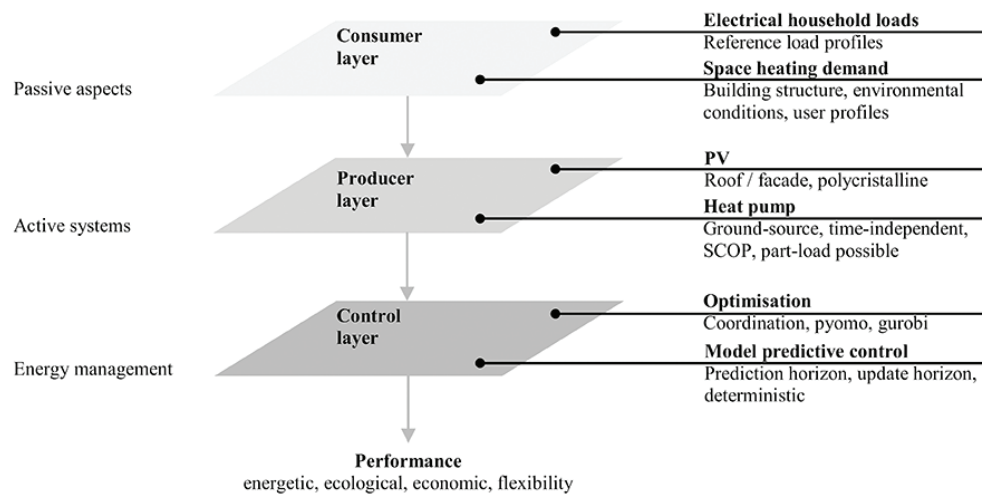 Passive aspects
Consumer
layer
Electrical household loads
Reference load profiles
Space heating demand
Building structure, environmental
conditions, user profiles
Active systems
Producer
layer
PV
Roof / facade, polycristalline
Heat pump
Ground-source, time-independent,
SCOP, part-load possible
Energy management
Control
layer
Optimisation
Coordination, pyomo, gurobi
Model predictive control
Prediction horizon, update horizon,
deterministic
Performance
energetic, ecological, economic, flexibility